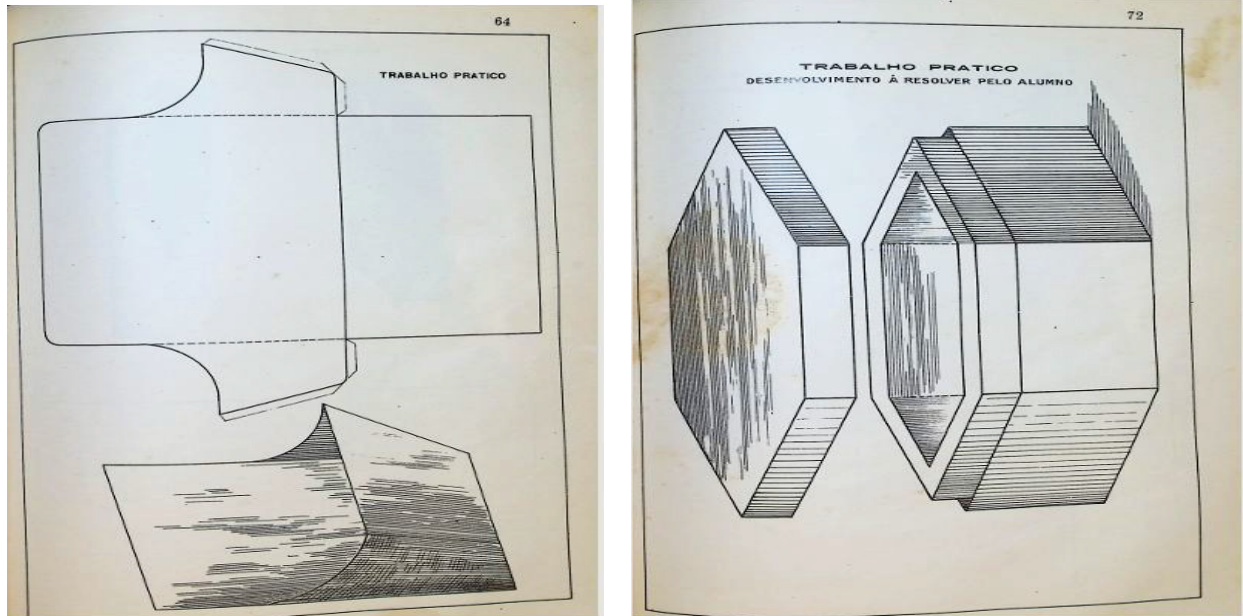 64
TRABALHO PRATICO
72
TRABALHO PRATICO
DESENVOLVIMENTO Á RESOLVER PELO ALUMNO